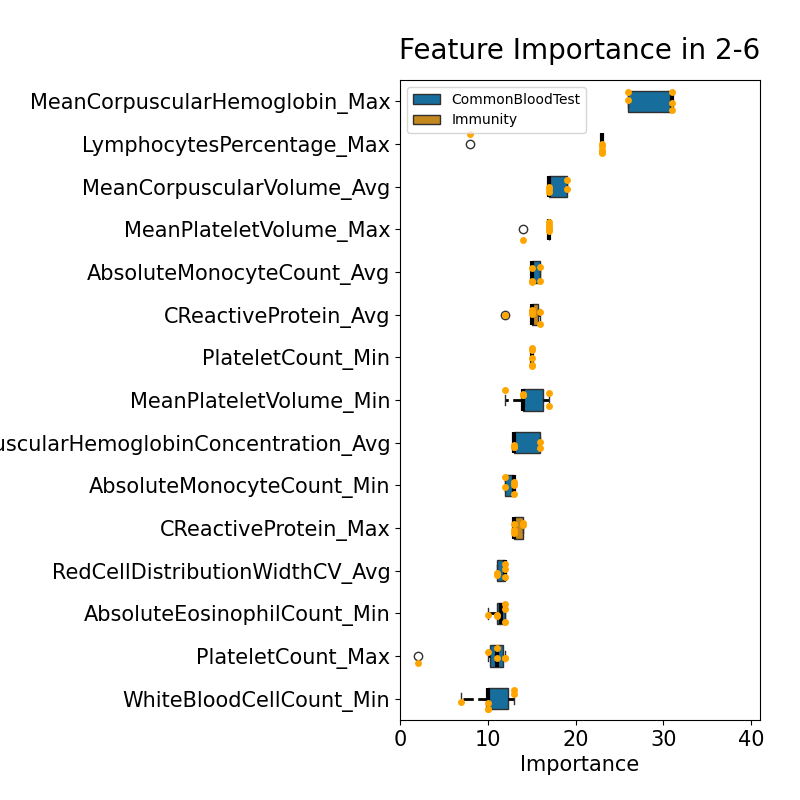 Feature Importance in 2-6
CommonBloodTest
Immunity
MeanCorpuscularHemoglobin_Max
LymphocytesPercentage_Max
MeanCorpuscularVolume_Avg
MeanPlateletVolume_Max
AbsoluteMonocyteCount_Avg
CReactiveProtein_Avg
PlateletCount_Min
MeanPlateletVolume_Min
uscularHemoglobinConcentration_Avg
AbsoluteMonocyteCount_Min
CReactiveProtein_Max
RedCellDistributionWidthCV_Avg
AbsoluteEosinophilCount_Min
PlateletCount_Max
WhiteBloodCellCount_Min
0 10 20 30 40
Importance